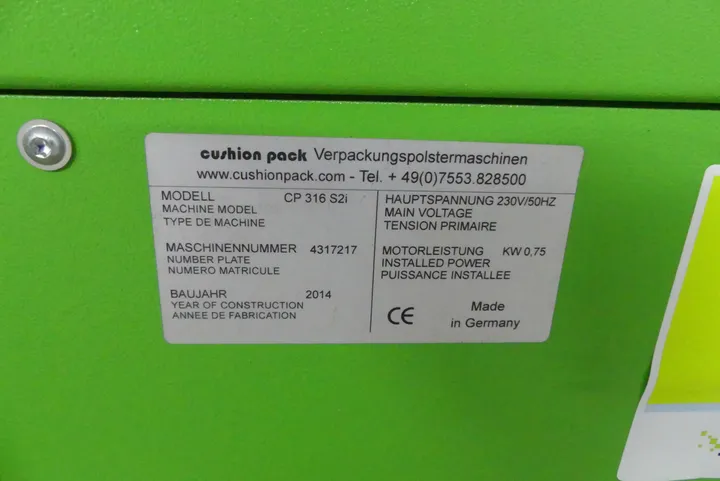 cushion pack Verpackungspolstermaschinen
www.cushionpack.com - Tel. + 49(0)7553.828500
MODELL CP 316 S2i
MACHINE MODEL
TYPE DE MACHINE
MASCHINENNUMMER 4317217
NUMBER PLATE
NUMERO MATRICULE
BAUJAHR 2014
YEAR OF CONSTRUCTION
ANNEE DE FABRICATION
HAUPTSPANNUNG 230V/50HZ
MAIN VOLTAGE
TENSION PRIMAIRE
MOTORLEISTUNG KW 0,75
INSTALLED POWER
PUISSANCE INSTALLEE
CE
Made
in Germany